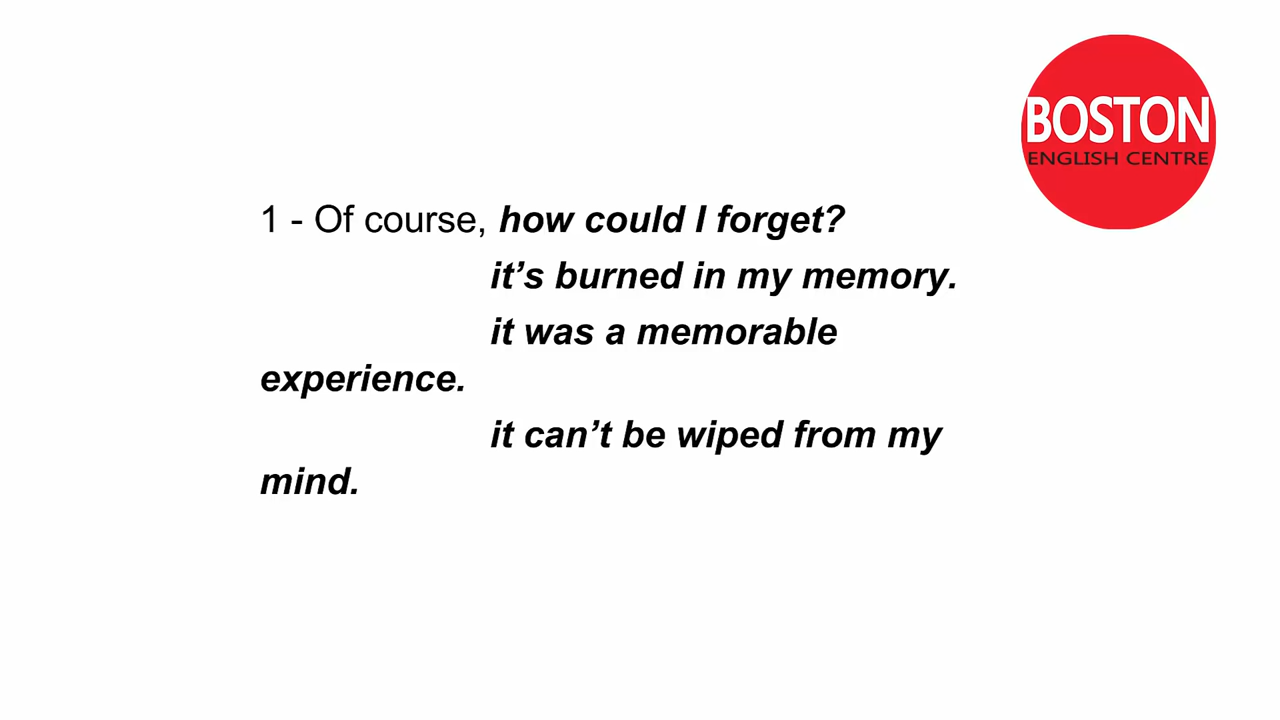 BOSTON
ENGLISH CENTRE
1 - Of course, how could I forget?
it’s burned in my memory.
it was a memorable
experience.
it can’t be wiped from my
mind.